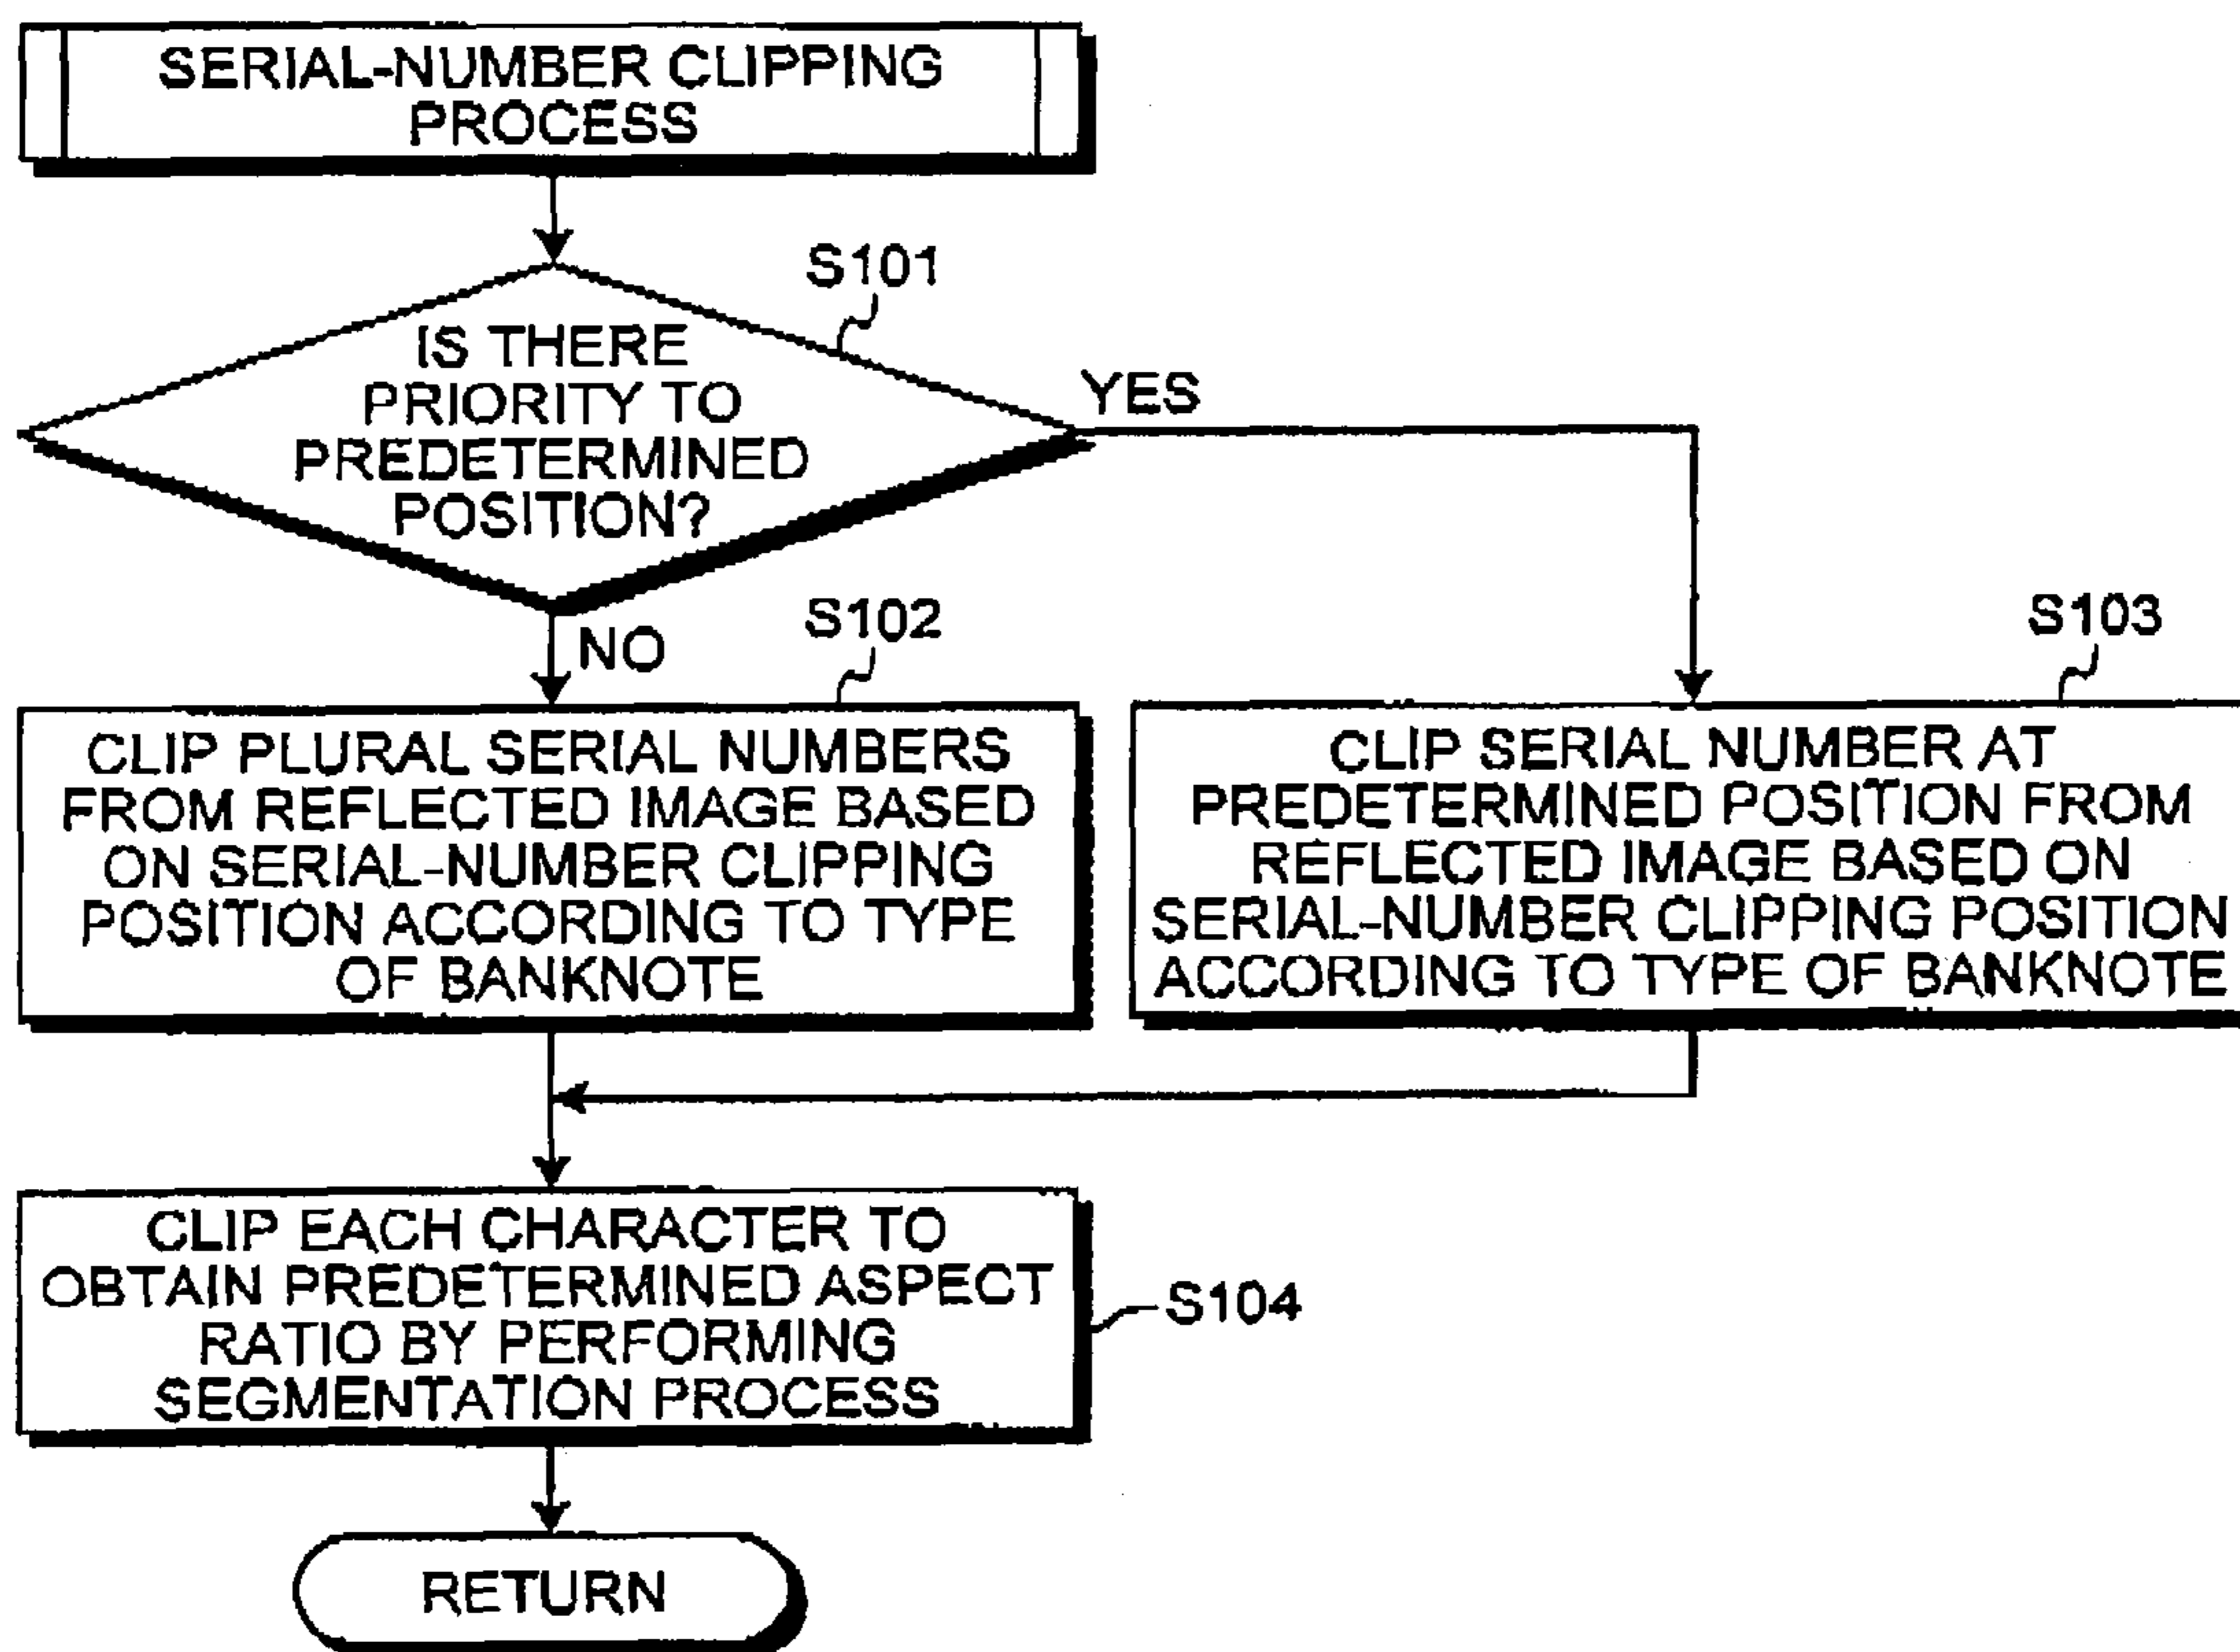 SERIAL-NUMBER CLIPPING
PROCESS
S101
IS THERE
PRIORITY TO
PREDETERMINED
POSITION?
YES
NO
S102
CLIP PLURAL SERIAL NUMBERS
FROM REFLECTED IMAGE BASED
ON SERIAL-NUMBER CLIPPING
POSITION ACCORDING TO TYPE
OF BANKNOTE
S103
CLIP SERIAL NUMBER AT
PREDETERMINED POSITION FROM
REFLECTED IMAGE BASED ON
SERIAL-NUMBER CLIPPING POSITION
ACCORDING TO TYPE OF BANKNOTE
CLIP EACH CHARACTER TO
OBTAIN PREDETERMINED ASPECT
RATIO BY PERFORMING
SEGMENTATION PROCESS
S104
RETURN